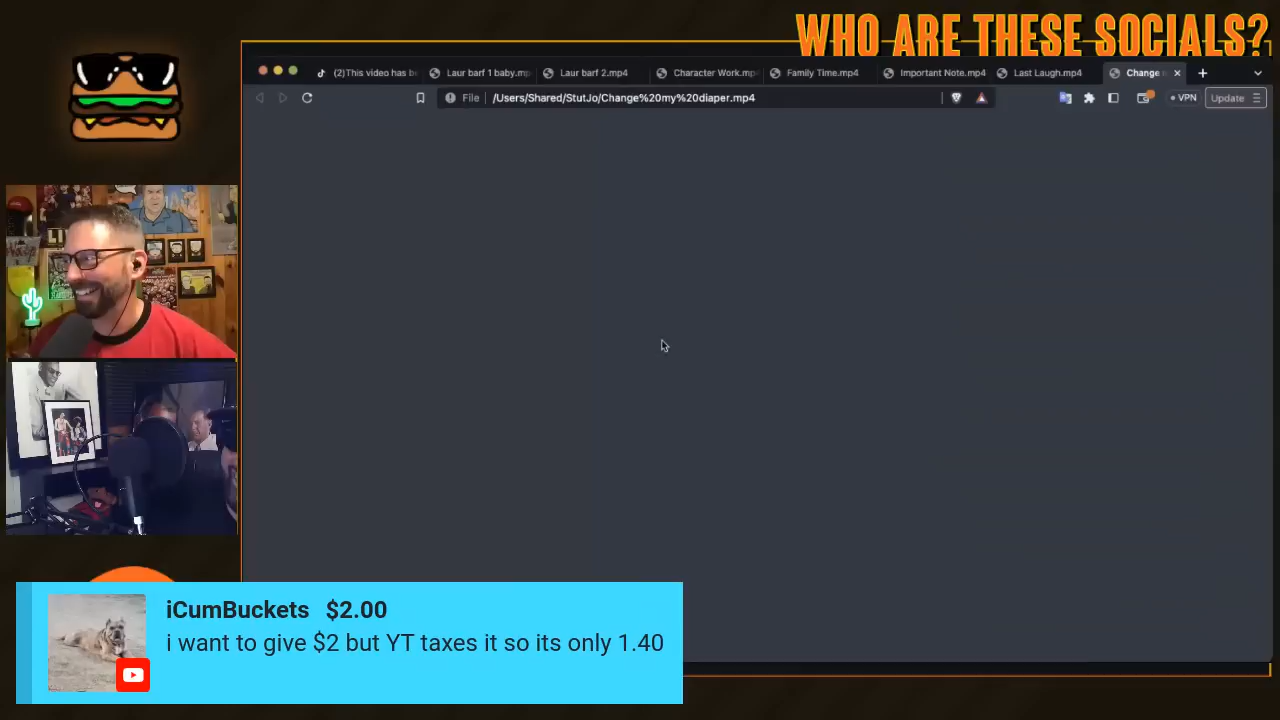 WHO ARE THESE SOCIALS?
(2)This video has be
Laur barf 1 baby.m
Laur barf 2.mp4
Character Work.m
Family Time.mp4
Important Note.mp4
Last Laugh.mp4
Change
File
/Users/Shared/StutJo/Change%20my%20diaper.mp4
VPN
Update
iCumBuckets $2.00
i want to give $2 but YT taxes it so its only 1.40